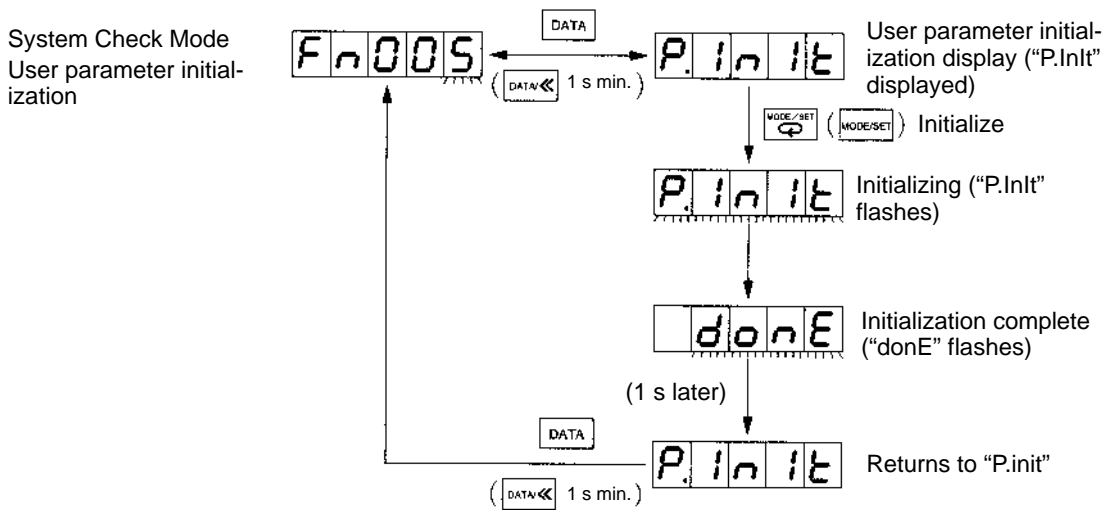 System Check Mode
User parameter initial-
ization
Fn005
DATA
(DATA/≪ 1 s min.)
P.InIt
User parameter initial-
ization display (“P.InIt”
displayed)
MODE/SET (MODE/SET) Initialize
P.InIt
Initializing (“P.InIt”
flashes)
donE
Initialization complete
(“donE” flashes)
(1 s later)
DATA
(DATA/≪ 1 s min.)
P.InIt
Returns to “P.init”